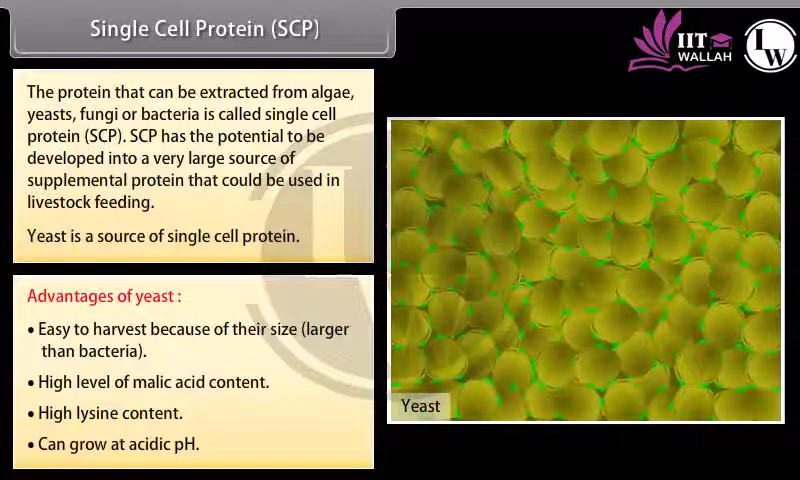 Single Cell Protein (SCP)
IIT
WALLAH
LW
The protein that can be extracted from algae,
yeasts, fungi or bacteria is called single cell
protein (SCP). SCP has the potential to be
developed into a very large source of
supplemental protein that could be used in
livestock feeding.
Yeast is a source of single cell protein.
Advantages of yeast :
• Easy to harvest because of their size (larger
than bacteria).
• High level of malic acid content.
• High lysine content.
• Can grow at acidic pH.
Yeast